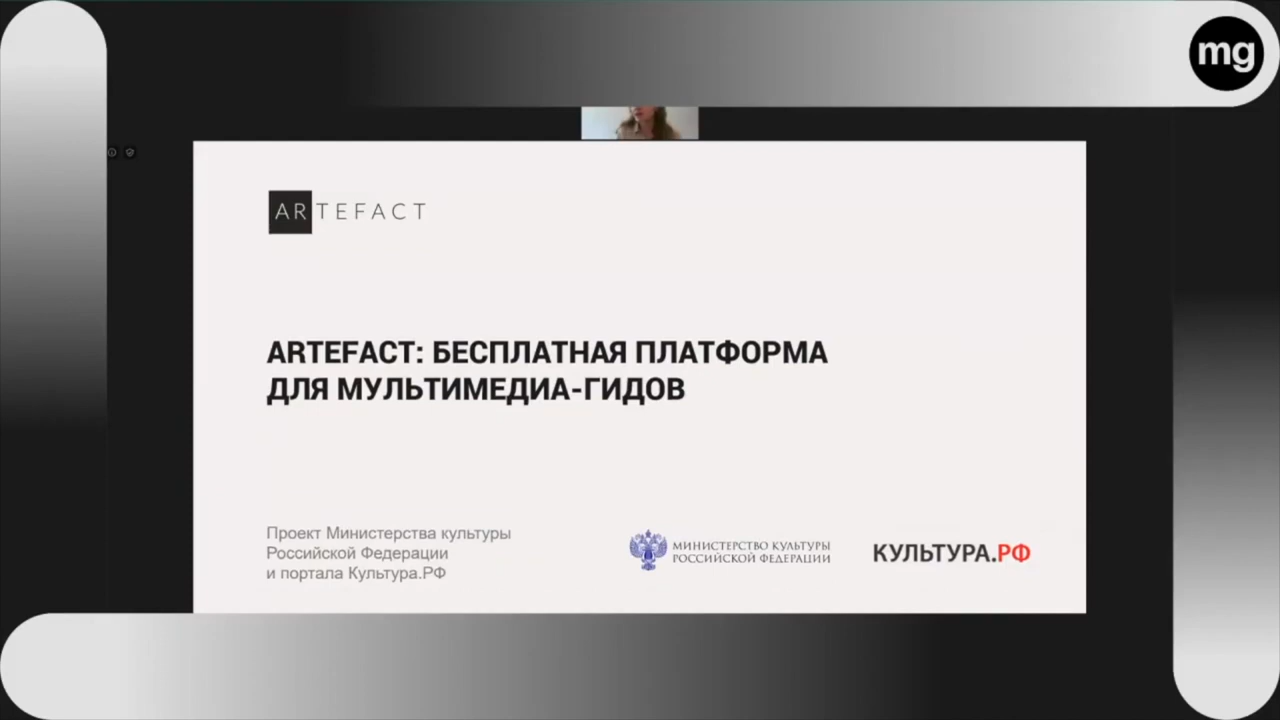 mg
ARTEFACT
ARTEFACT: БЕСПЛАТНАЯ ПЛАТФОРМА
ДЛЯ МУЛЬТИМЕДИА-ГИДОВ
Проект Министерства культуры
Российской Федерации
и портала Культура.РФ
МИНИСТЕРСТВО КУЛЬТУРЫ
РОССИЙСКОЙ ФЕДЕРАЦИИ
КУЛЬТУРА.РФ